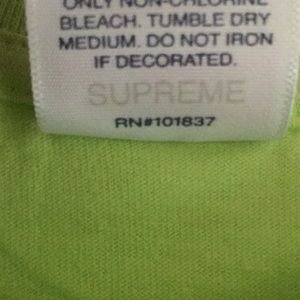 ONLY NON-CHLORINE
BLEACH. TUMBLE DRY
MEDIUM. DO NOT IRON
IF DECORATED.
SUPREME
RN#101837